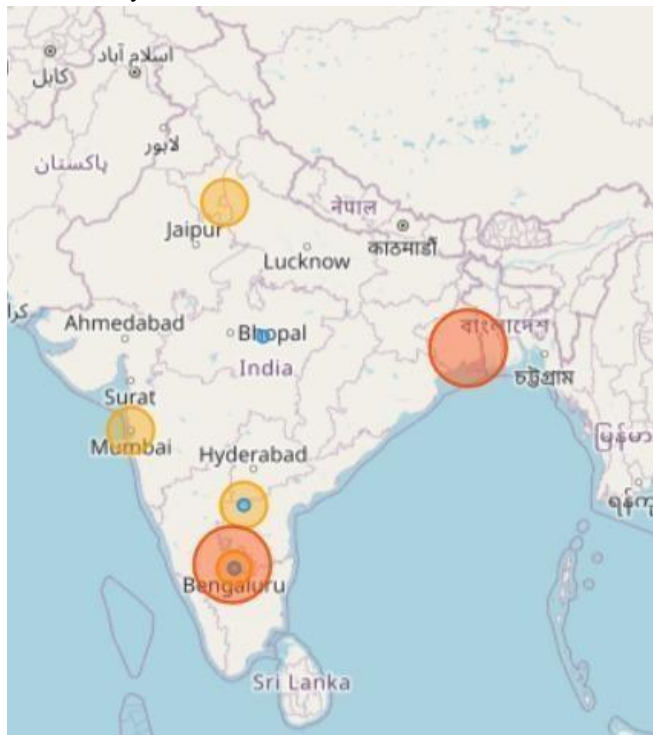 اسلام آباد
کابل
لاہور
پاکستان
नेपाल
Jaipur
काठमाडौं
Lucknow
Ahmedabad
Bhopal
বাংলাদেশ
India
চট্টগ্রাম
Surat
Mumbai
Hyderabad
Bengaluru
Sri Lanka